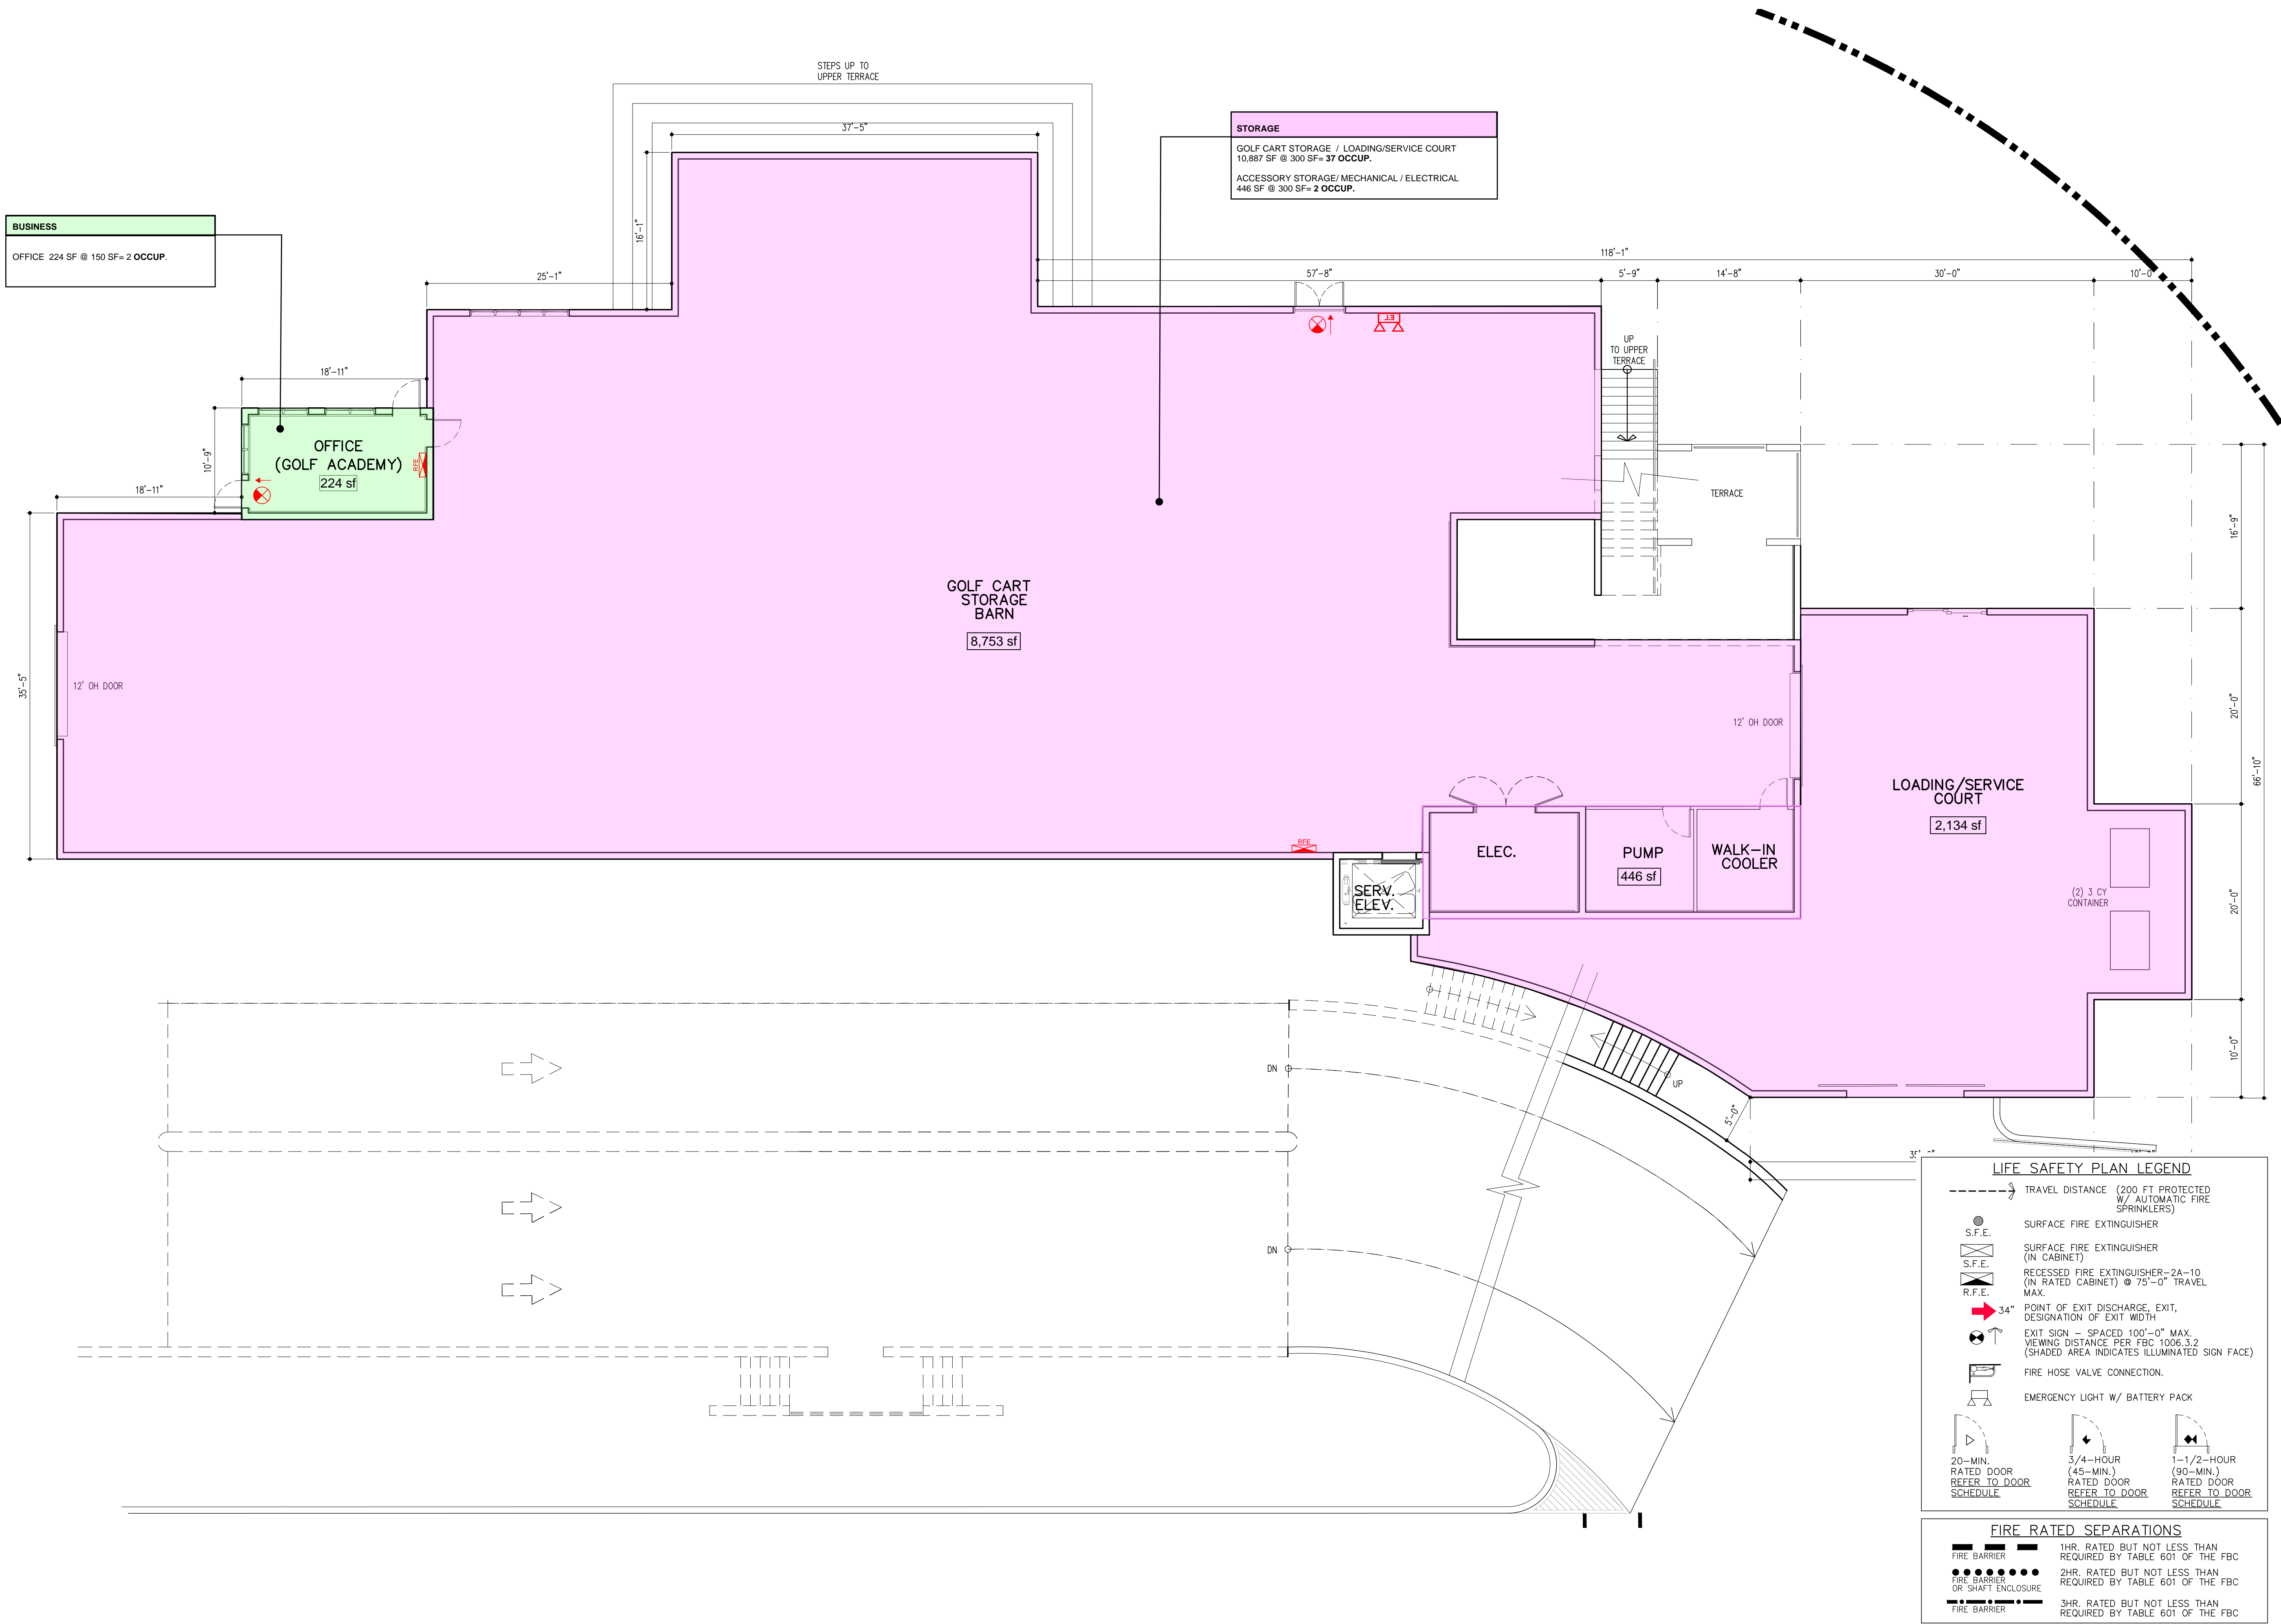 STEPS UP TO
UPPER TERRACE
37'-5"
STORAGE
GOLF CART STORAGE / LOADING/SERVICE COURT
10,887 SF @ 300 SF= 37 OCCUP.
ACCESSORY STORAGE/ MECHANICAL / ELECTRICAL
446 SF @ 300 SF= 2 OCCUP.
BUSINESS
OFFICE 224 SF @ 150 SF= 2 OCCUP.
16'-1"
118'-1"
25'-1"
57'-8"
5'-9"
14'-8"
30'-0"
10'-0
E.L.
UP
TO UPPER
TERRACE
18'-11"
OFFICE
(GOLF ACADEMY)
224 sf
RFE
10'-9"
18'-11"
TERRACE
16'-9"
GOLF CART
STORAGE
BARN
8,753 sf
35'-5"
12' OH DOOR
12' OH DOOR
20'-0"
66'-10"
LOADING/SERVICE
COURT
2,134 sf
RFE
ELEC.
PUMP
446 sf
WALK-IN
COOLER
SERV.
ELEV.
(2) 3 CY
CONTAINER
20'-0"
10'-0"
DN
UP
5'-0"
DN
LIFE SAFETY PLAN LEGEND
TRAVEL DISTANCE (200 FT PROTECTED
W/ AUTOMATIC FIRE
SPRINKLERS)
S.F.E.
SURFACE FIRE EXTINGUISHER
S.F.E.
SURFACE FIRE EXTINGUISHER
(IN CABINET)
R.F.E.
RECESSED FIRE EXTINGUISHER-2A-10
(IN RATED CABINET) @ 75'-0" TRAVEL
MAX.
34"
POINT OF EXIT DISCHARGE, EXIT,
DESIGNATION OF EXIT WIDTH
EXIT SIGN - SPACED 100'-0" MAX.
VIEWING DISTANCE PER FBC 1006.3.2
(SHADED AREA INDICATES ILLUMINATED SIGN FACE)
FIRE HOSE VALVE CONNECTION.
EMERGENCY LIGHT W/ BATTERY PACK
20-MIN.
RATED DOOR
REFER TO DOOR
SCHEDULE
3/4-HOUR
(45-MIN.)
RATED DOOR
REFER TO DOOR
SCHEDULE
1-1/2-HOUR
(90-MIN.)
RATED DOOR
REFER TO DOOR
SCHEDULE
FIRE RATED SEPARATIONS
FIRE BARRIER
1HR. RATED BUT NOT LESS THAN
REQUIRED BY TABLE 601 OF THE FBC
FIRE BARRIER
OR SHAFT ENCLOSURE
2HR. RATED BUT NOT LESS THAN
REQUIRED BY TABLE 601 OF THE FBC
FIRE BARRIER
3HR. RATED BUT NOT LESS THAN
REQUIRED BY TABLE 601 OF THE FBC